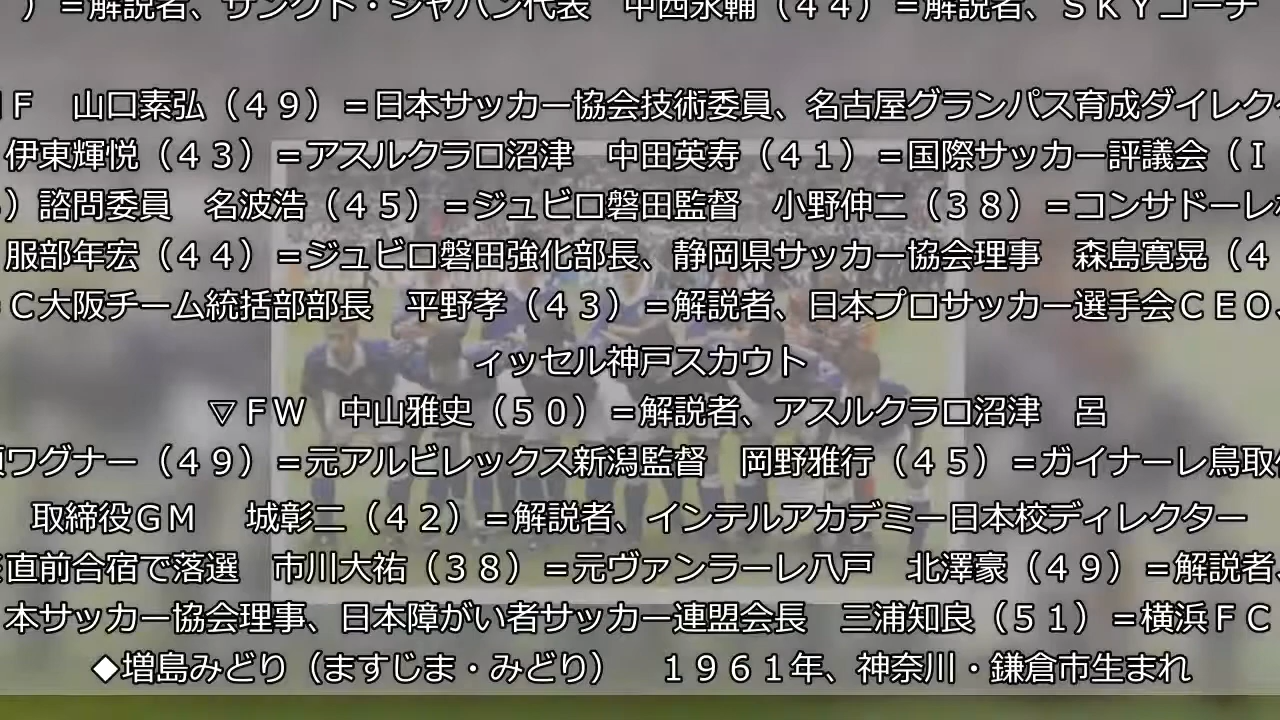 ）＝解説者、サンクト・ジャパン代表　中西永輔（４４）＝解説者、ＳＫＹコーチ
Ｆ　山口素弘（４９）＝日本サッカー協会技術委員、名古屋グランパス育成ダイレク
伊東輝悦（４３）＝アスルクラロ沼津　中田英寿（４１）＝国際サッカー評議会（Ｉ
）諮問委員　名波浩（４５）＝ジュビロ磐田監督　小野伸二（３８）＝コンサドーレ
服部年宏（４４）＝ジュビロ磐田強化部長、静岡県サッカー協会理事　森島寛晃（４
Ｃ大阪チーム統括部部長　平野孝（４３）＝解説者、日本プロサッカー選手会ＣＥＯ、
ィッセル神戸スカウト
▽ＦＷ　中山雅史（５０）＝解説者、アスルクラロ沼津　呂
ワグナー（４９）＝元アルビレックス新潟監督　岡野雅行（４５）＝ガイナーレ鳥取
取締役ＧＭ　城彰二（４２）＝解説者、インテルアカデミー日本校ディレクター
直前合宿で落選　市川大祐（３８）＝元ヴァンラーレ八戸　北澤豪（４９）＝解説者、
本サッカー協会理事、日本障がい者サッカー連盟会長　三浦知良（５１）＝横浜ＦＣ
◆増島みどり（ますじま・みどり）　１９６１年、神奈川・鎌倉市生まれ